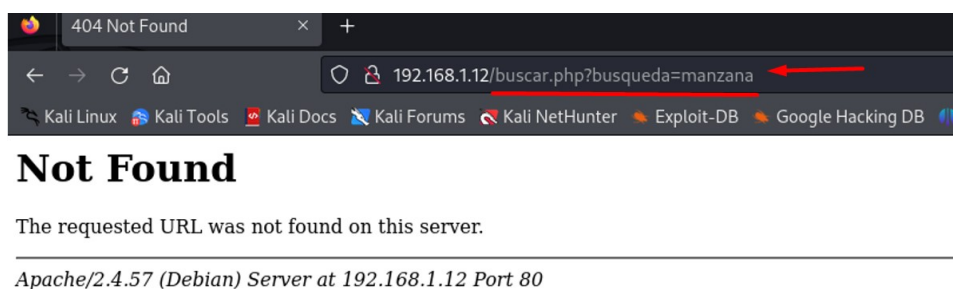 404 Not Found
192.168.1.12/buscar.php?busqueda=manzana
Kali Linux Kali Tools Kali Docs Kali Forums Kali NetHunter Exploit-DB Google Hacking DB
Not Found
The requested URL was not found on this server.
Apache/2.4.57 (Debian) Server at 192.168.1.12 Port 80